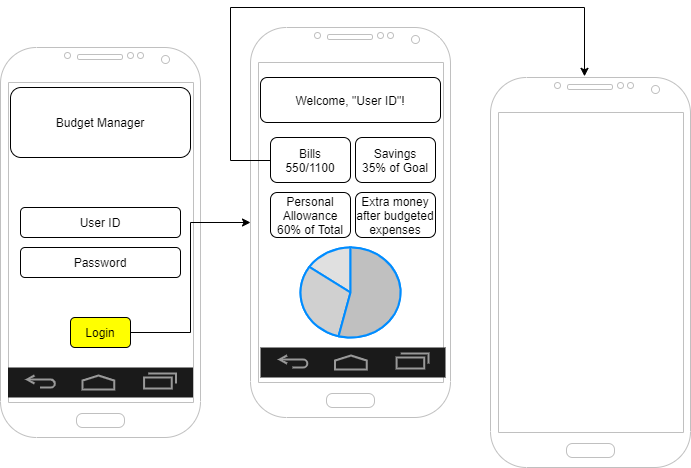 Budget Manager
User ID
Password
Login
Welcome, "User ID"!
Bills
550/1100
Savings
35% of Goal
Personal
Allowance
60% of Total
Extra money
after budgeted
expenses